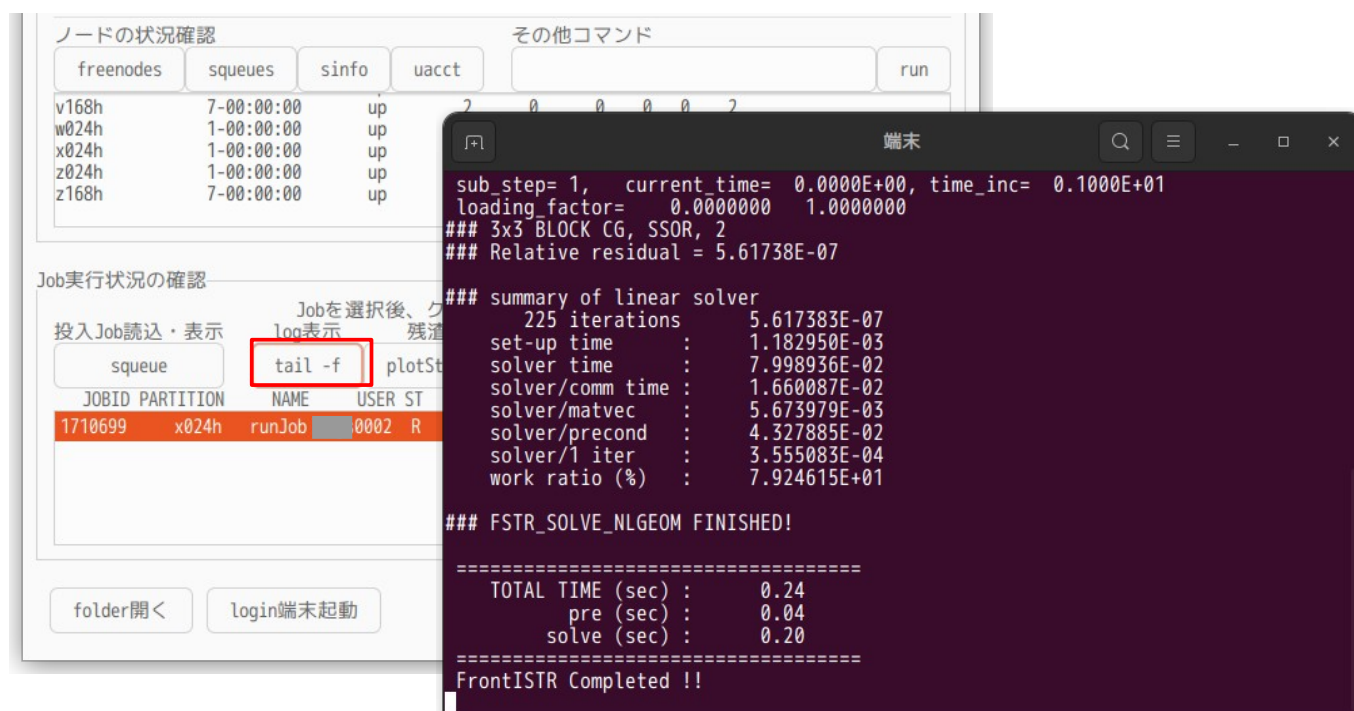 ノードの状況確認 その他コマンド
freenodes squeues sinfo uacct run
v168h 7-00:00:00 up 2 0 0 0 0 2
w024h 1-00:00:00 up
x024h 1-00:00:00 up
z024h 1-00:00:00 up
z168h 7-00:00:00 up
Job実行状況の確認
Jobを選択後、ク
投入Job読込・表示 log表示 残渣
squeue tail -f plotSt
JOBID PARTITION NAME USER ST
1710699 x024h runJob 0002 R
folder開く login端末起動
端末
sub_step= 1, current_time= 0.0000E+00, time_inc= 0.1000E+01
loading_factor= 0.0000000 1.0000000
### 3x3 BLOCK CG, SSOR, 2
### Relative residual = 5.61738E-07
### summary of linear solver
225 iterations 5.617383E-07
set-up time : 1.182950E-03
solver time : 7.998936E-02
solver/comm time : 1.660087E-02
solver/matvec : 5.673979E-03
solver/precond : 4.327885E-02
solver/1 iter : 3.555083E-04
work ratio (%) : 7.924615E+01
### FSTR_SOLVE_NLGEOM FINISHED!
====================================
TOTAL TIME (sec) : 0.24
pre (sec) : 0.04
solve (sec) : 0.20
====================================
FrontISTR Completed !!